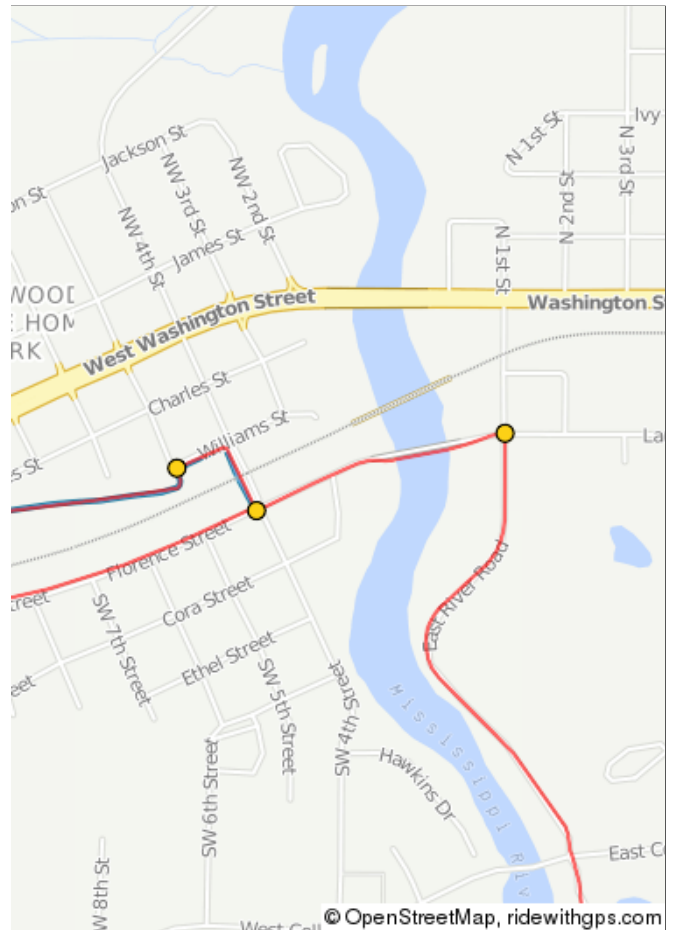 Ivy
N 1st St
Jackson St
N 3rd St
NW 3rd St
NW 2nd St
N 2nd St
on St
NW 4th St
James St
N 1st St
WOOD
E HOM
RK
West Washington Street
Washington S
Charles St
Williams St
La
es St
Florence Street
East River Road
treet
Cora Street
SW 7th Street
Ethel Street
SW 5th Street
eet
SW 4th Street
Mississippi Riv
SW 6th Street
Hawkins Dr
East Co
W 8th St
West Coll
© OpenStreetMap, ridewithgps.com